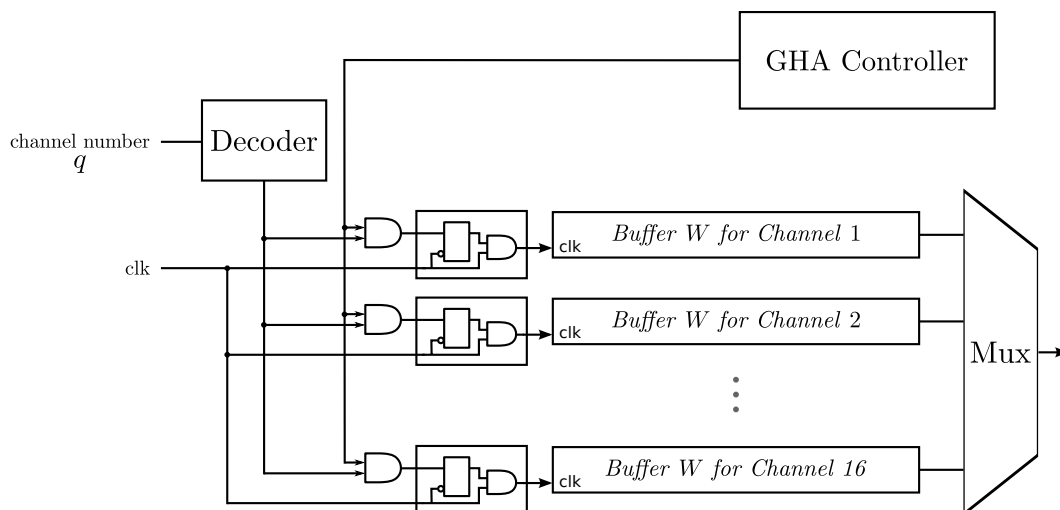 GHA Controller
Decoder
channel number
q
clk
Buffer W for Channel 1
clk
Buffer W for Channel 2
clk
Mux
Buffer W for Channel 16
clk